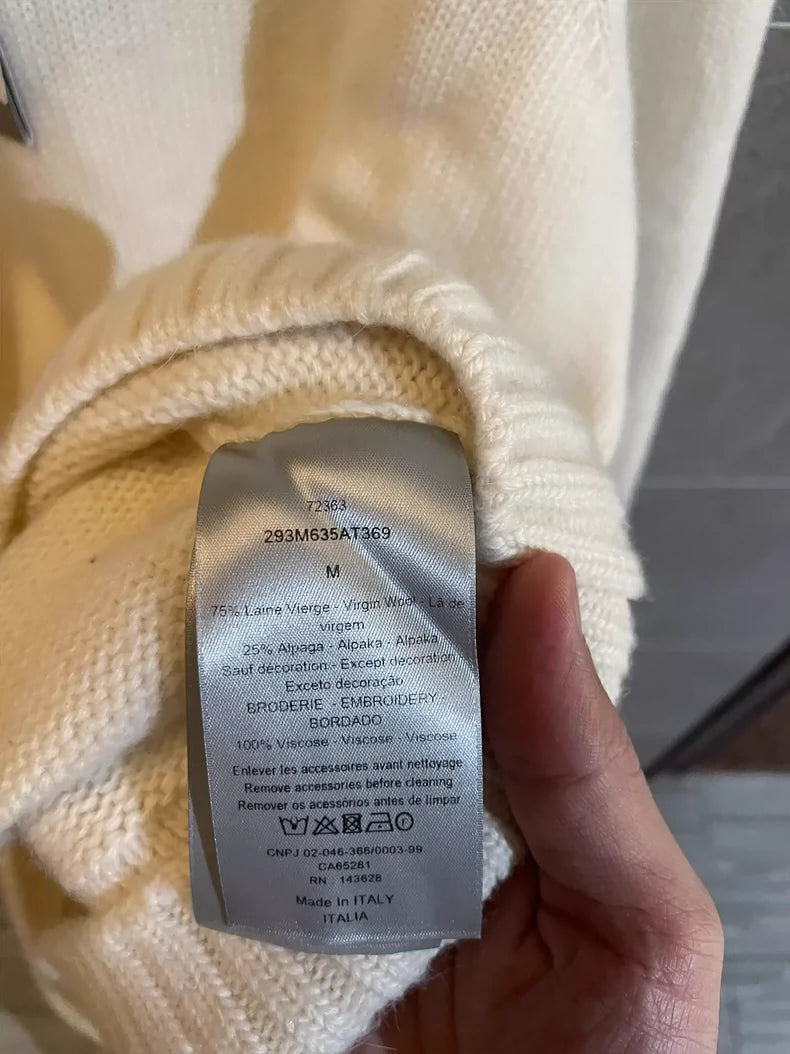 72363
293M635AT369
M
75% Laine Vierge - Virgin Wool - Lã de
virgem
25% Alpaga - Alpaka - Alpaka
Sauf décoration - Except decoration
Exceto decoração
BRODERIE - EMBROIDERY
BORDADO
100% Viscose - Viscose - Viscose
Enlever les accessoires avant nettoyage
Remove accessories before cleaning
Remover os acessórios antes de limpar
CNPJ 02-046-366/0003-99
CA65281
RN : 143628
Made In ITALY
ITALIA